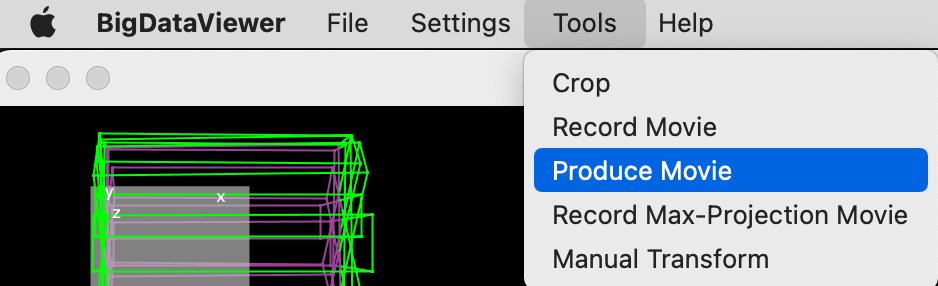 BigDataViewer File Settings Tools Help
Crop
Record Movie
Produce Movie
Record Max-Projection Movie
Manual Transform
y x
z